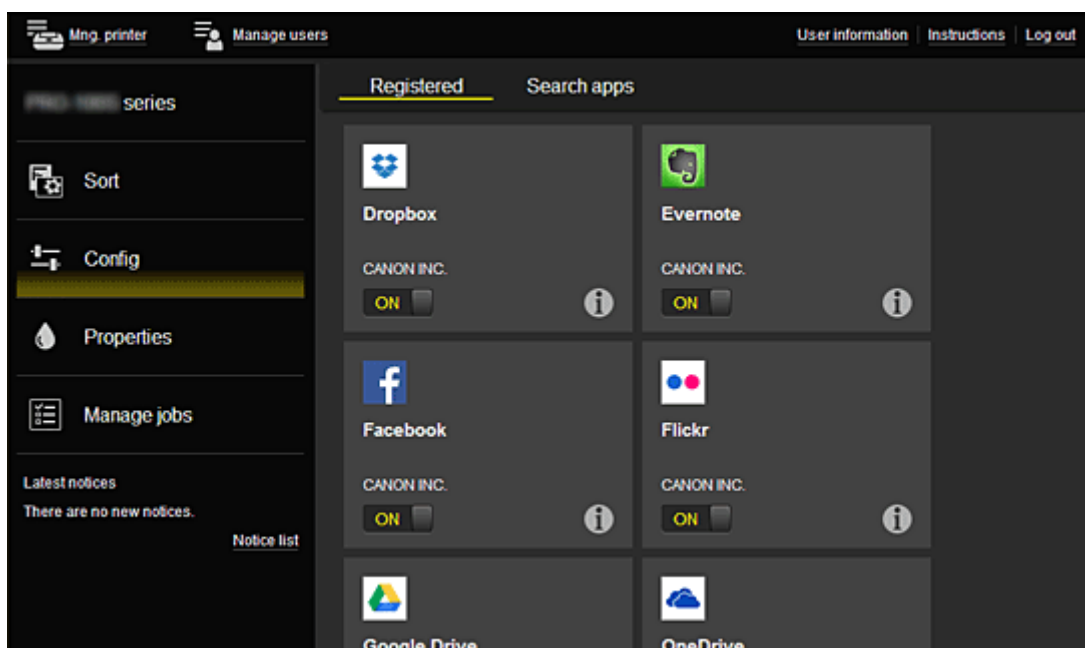 Mng. printer Manage users User information Instructions Log out
series
Registered Search apps
Sort
Config
Properties
Manage jobs
Latest notices
There are no new notices.
Notice list
Dropbox Evernote
CANON INC. CANON INC.
ON ON
Facebook Flickr
CANON INC. CANON INC.
ON ON
Google Drive OneDrive